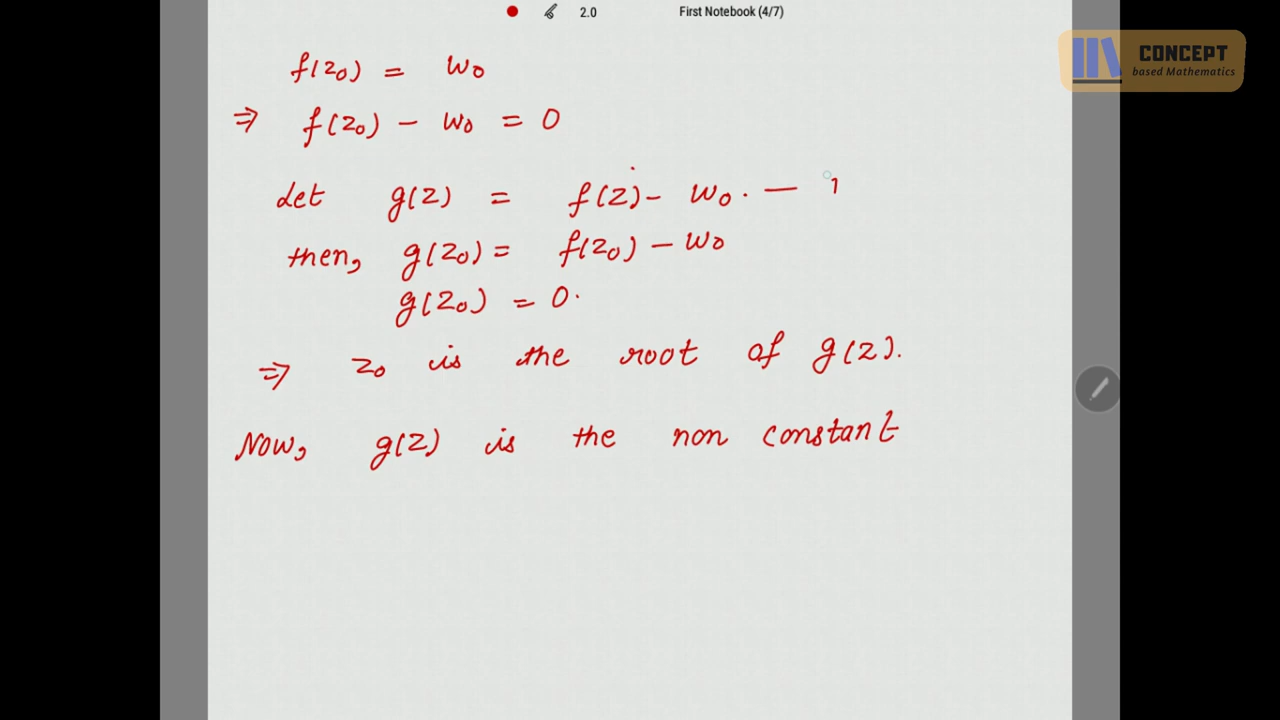 2.0 First Notebook (4/7)
CONCEPT
based Mathematics
f(z₀) = w₀
⇒ f(z₀) - w₀ = 0
Let g(z) = f(z) - w₀. — 1
then, g(z₀) = f(z₀) - w₀
g(z₀) = 0.
⇒ z₀ is the root of g(z).
Now, g(z) is the non constant